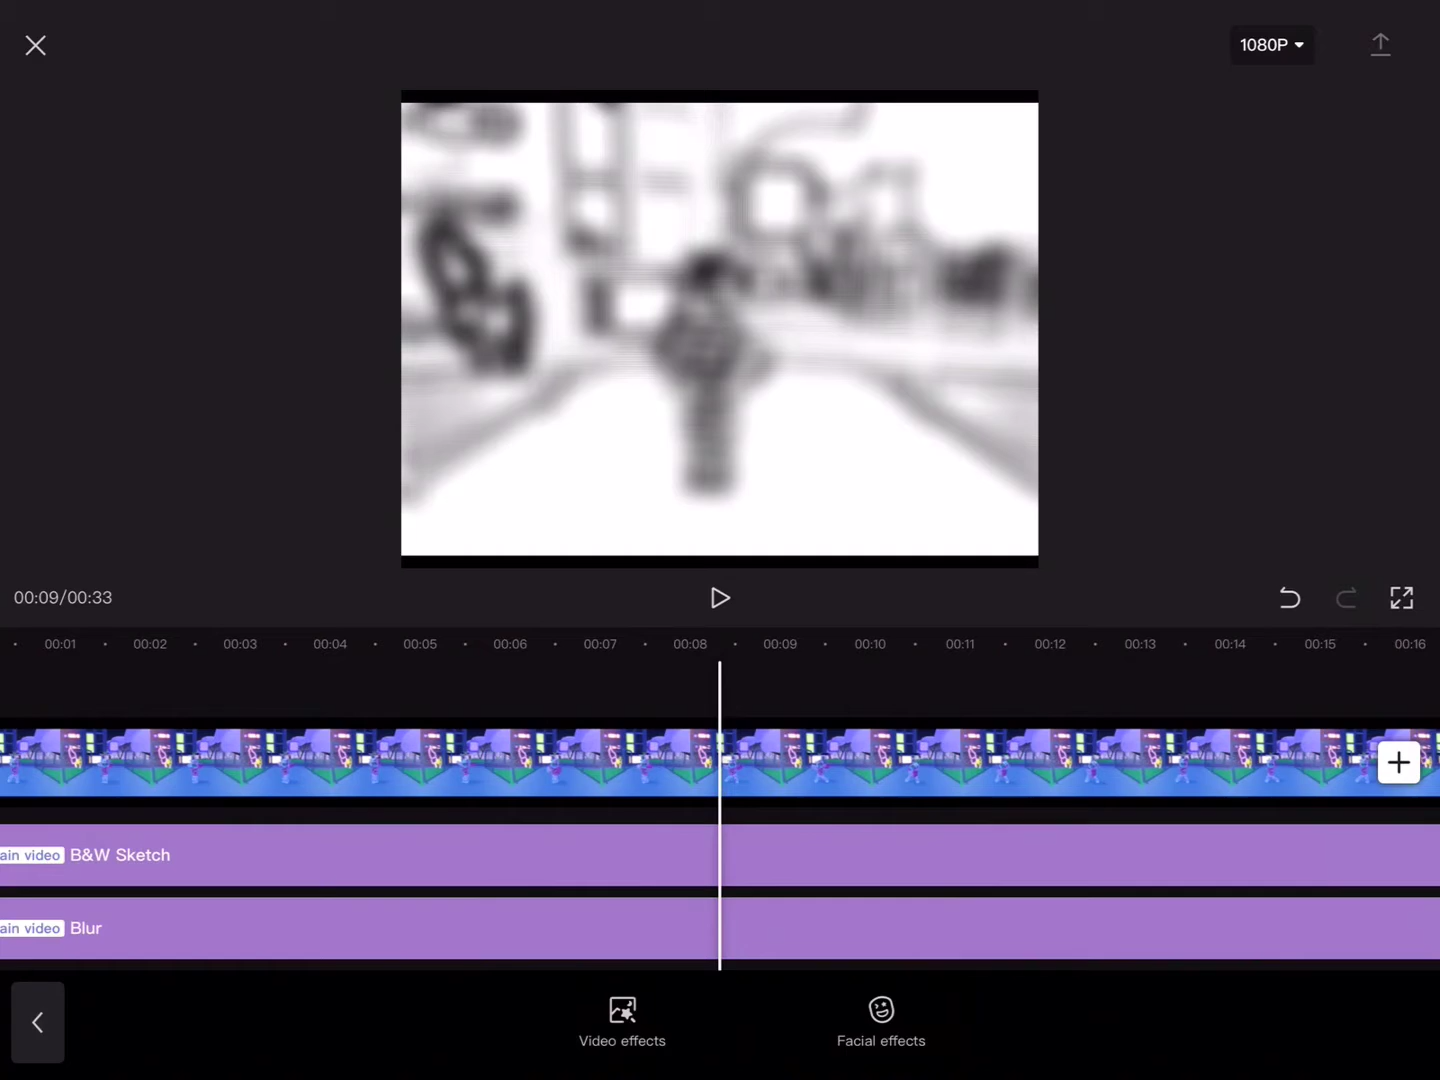 1080P
00:09/00:33
00:01 00:02 00:03 00:04 00:05 00:06 00:07 00:08 00:09 00:10 00:11 00:12 00:13 00:14 00:15 00:16
ain video B&W Sketch
ain video Blur
Video effects Facial effects